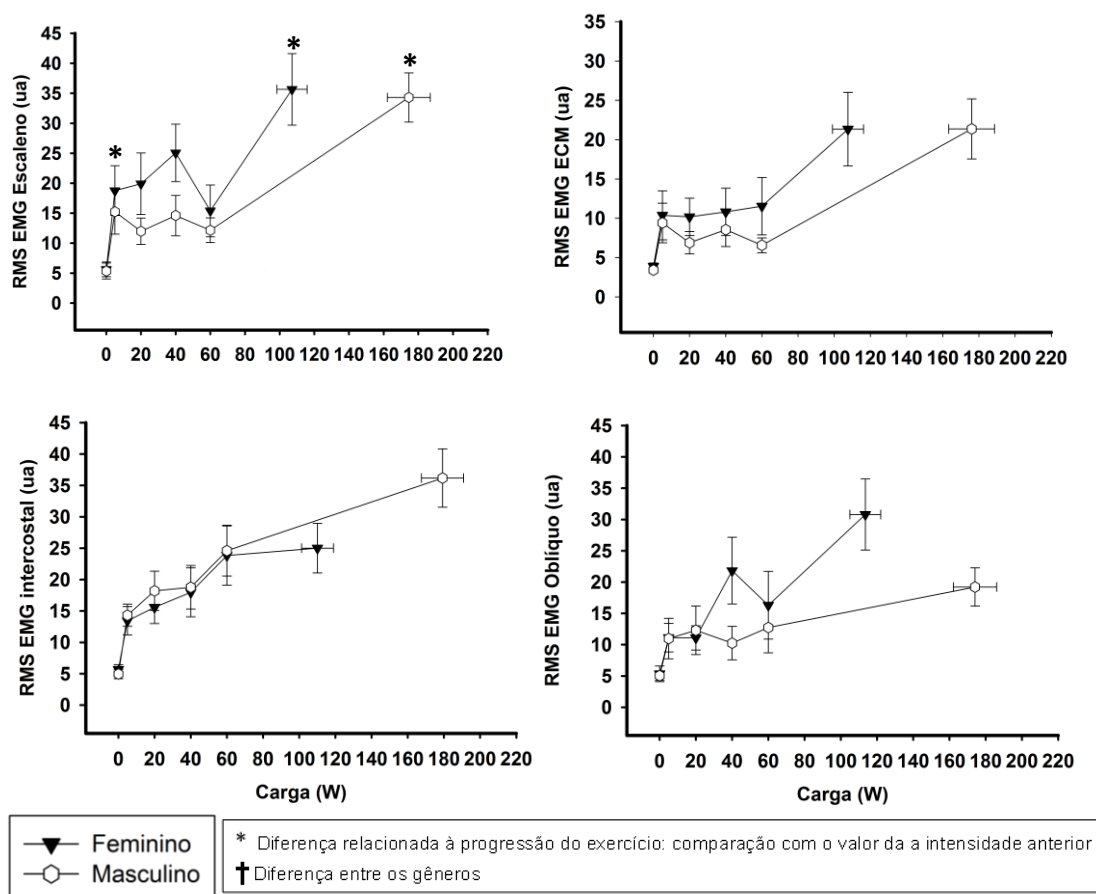 RMS EMG Escaleno (ua)
45
40
35
30
25
20
15
10
5
0
*
*
*
0 20 40 60 80 100 120 140 160 180 200 220
RMS EMG ECM (ua)
35
30
25
20
15
10
5
0
0 20 40 60 80 100 120 140 160 180 200 220
RMS EMG intercostal (ua)
45
40
35
30
25
20
15
10
5
0
0 20 40 60 80 100 120 140 160 180 200 220
Carga (W)
RMS EMG Oblíquo (ua)
45
40
35
30
25
20
15
10
5
0
0 20 40 60 80 100 120 140 160 180 200 220
Carga (W)
Feminino
Masculino
* Diferença relacionada à progressão do exercício: comparação com o valor da a intensidade anterior
† Diferença entre os gêneros